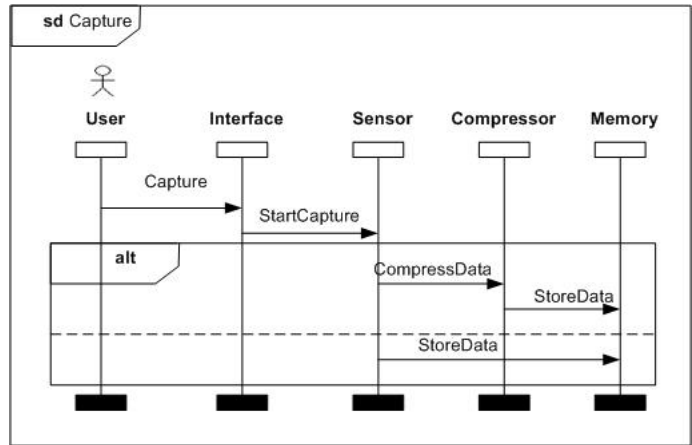 sd Capture
User Interface Sensor Compressor Memory
Capture
StartCapture
alt
CompressData
StoreData
StoreData